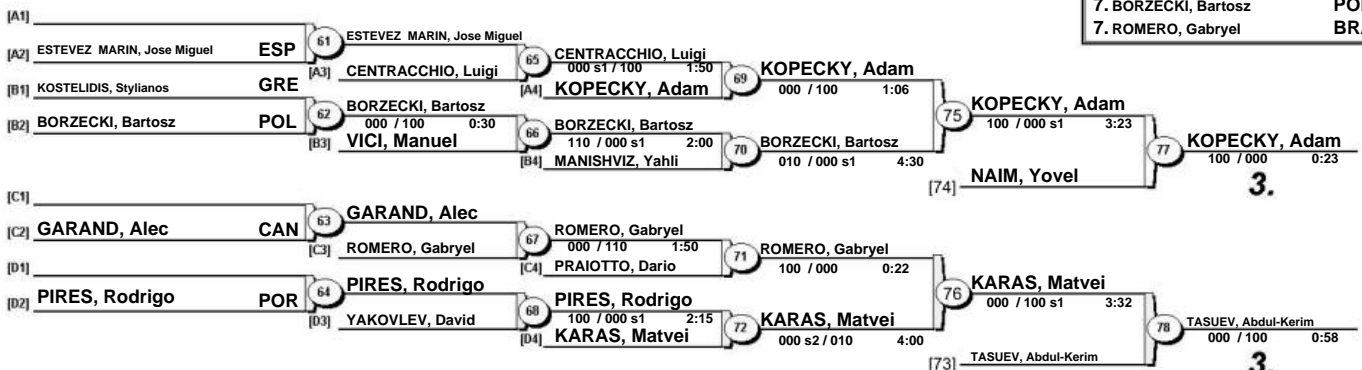 7. BORZECKI, Bartosz PO
7. ROMERO, Gabryel BRA
[A1]
[A2] ESTEVEZ MARIN, Jose Miguel ESP
61
ESTEVEZ MARIN, Jose Miguel
[A3] CENTRACCHIO, Luigi
65
CENTRACCHIO, Luigi
000 s1 / 100 1:50
[A4] KOPECKY, Adam
69
KOPECKY, Adam
000 / 100 1:06
[B1] KOSTELIDIS, Stylianos GRE
[B2] BORZECKI, Bartosz POL
62
BORZECKI, Bartosz
000 / 100 0:30
[B3] VICI, Manuel
66
BORZECKI, Bartosz
110 / 000 s1 2:00
[B4] MANISHVIZ, Yahli
70
BORZECKI, Bartosz
010 / 000 s1 4:30
75
KOPECKY, Adam
100 / 000 s1 3:23
[74] NAIM, Yovel
77
KOPECKY, Adam
100 / 000 0:23
3.
[C1]
[C2] GARAND, Alec CAN
63
GARAND, Alec
[C3] ROMERO, Gabryel
67
ROMERO, Gabryel
000 / 110 1:50
[C4] PRAIOTTO, Dario
71
ROMERO, Gabryel
100 / 000 0:22
[D1]
[D2] PIRES, Rodrigo POR
64
PIRES, Rodrigo
[D3] YAKOVLEV, David
68
PIRES, Rodrigo
100 / 000 s1 2:15
[D4] KARAS, Matvei
72
KARAS, Matvei
000 s2 / 010 4:00
76
KARAS, Matvei
000 / 100 s1 3:32
[73] TASUEV, Abdul-Kerim
78
TASUEV, Abdul-Kerim
000 / 100 0:58
3.